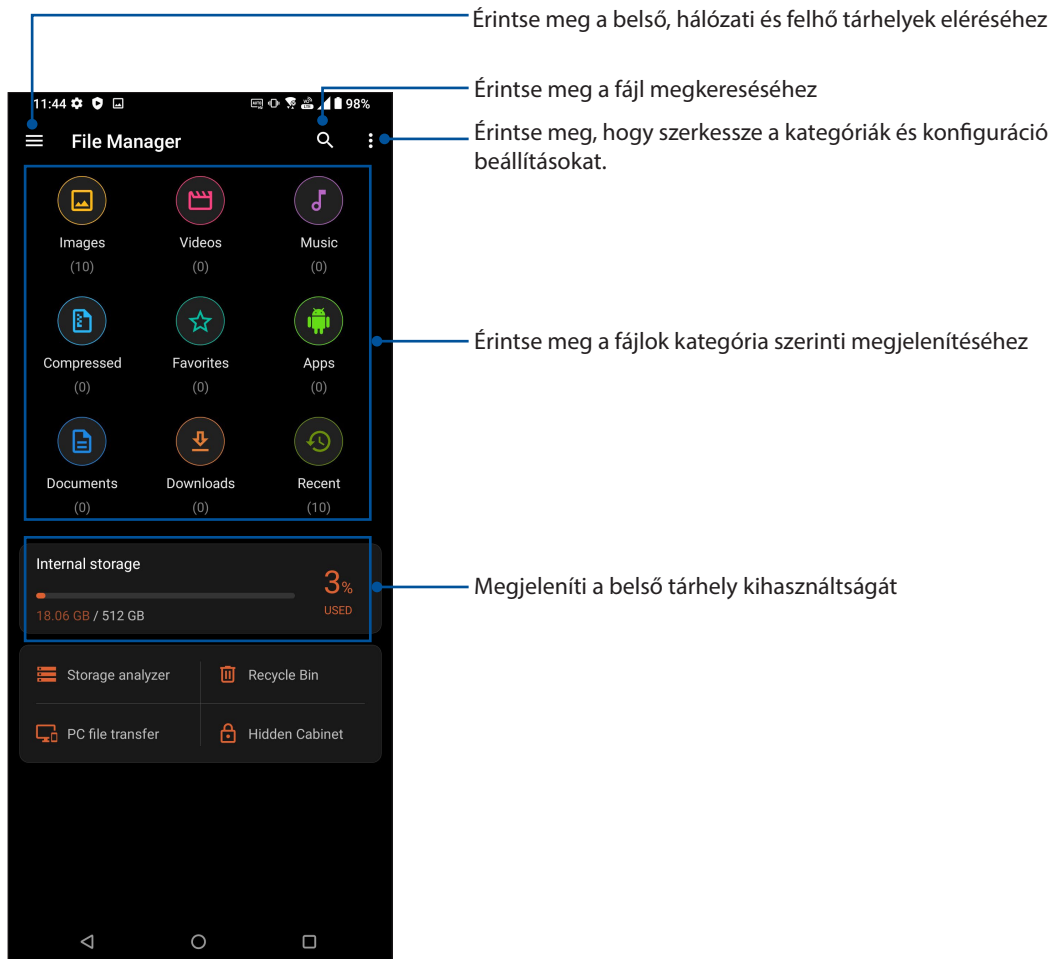 Érintse meg a belső, hálózati és felhő tárhelyek eléréséhez
Érintse meg a fájl megkereséséhez
Érintse meg, hogy szerkessze a kategóriák és konfiguráció
beállításokat.
11:44 98%
File Manager
Images Videos Music
(10) (0) (0)
Compressed Favorites Apps
(0) (0) (0)
Érintse meg a fájlok kategória szerinti megjelenítéséhez
Documents Downloads Recent
(0) (0) (10)
Internal storage
3%
USED
18.06 GB / 512 GB
Megjeleníti a belső tárhely kihasználtságát
Storage analyzer Recycle Bin
PC file transfer Hidden Cabinet